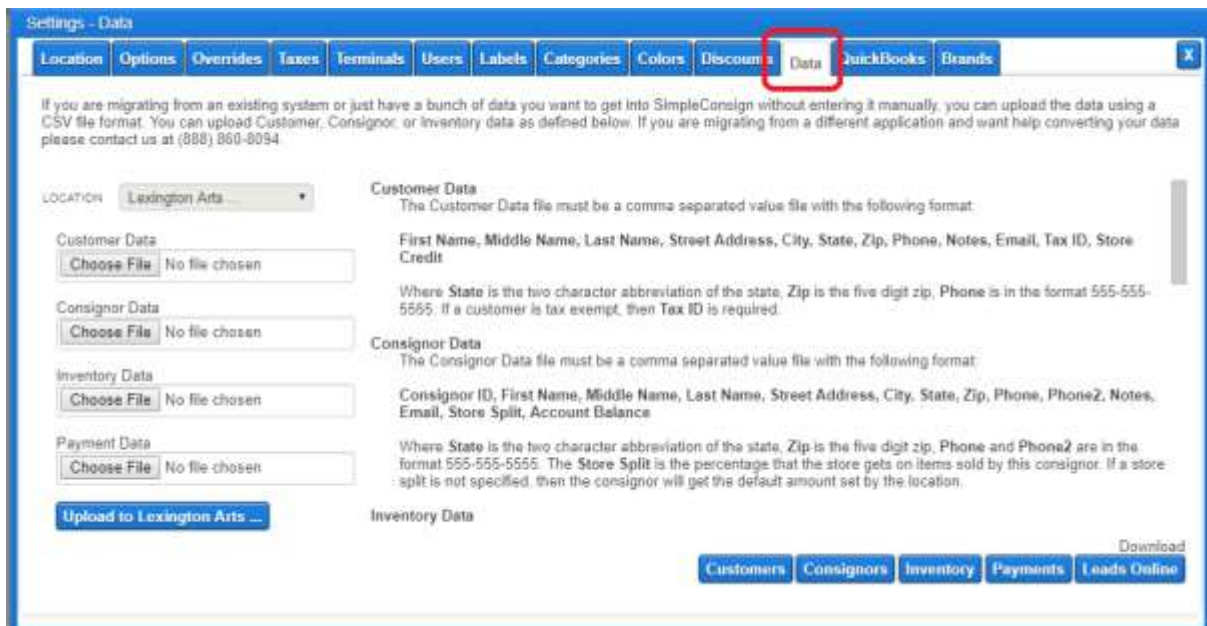 Settings - Data
Location Options Overrides Taxes Terminals Users Labels Categories Colors Discounts Data QuickBooks Brands X
If you are migrating from an existing system or just have a bunch of data you want to get into SimpleConsign without entering it manually, you can upload the data using a
CSV file format. You can upload Customer, Consignor, or Inventory data as defined below. If you are migrating from a different application and want help converting your data
please contact us at (888) 860-8094.
LOCATION Lexington Arts ...
Customer Data
Choose File No file chosen
Consignor Data
Choose File No file chosen
Inventory Data
Choose File No file chosen
Payment Data
Choose File No file chosen
Upload to Lexington Arts ...
Customer Data
The Customer Data file must be a comma separated value file with the following format:
First Name, Middle Name, Last Name, Street Address, City, State, Zip, Phone, Notes, Email, Tax ID, Store
Credit
Where State is the two character abbreviation of the state, Zip is the five digit zip, Phone is in the format 555-555-
5555. If a customer is tax exempt, then Tax ID is required.
Consignor Data
The Consignor Data file must be a comma separated value file with the following format:
Consignor ID, First Name, Middle Name, Last Name, Street Address, City, State, Zip, Phone, Phone2, Notes,
Email, Store Split, Account Balance
Where State is the two character abbreviation of the state, Zip is the five digit zip, Phone and Phone2 are in the
format 555-555-5555. The Store Split is the percentage that the store gets on items sold by this consignor. If a store
split is not specified, then the consignor will get the default amount set by the location.
Inventory Data
Download
Customers Consignors Inventory Payments Leads Online